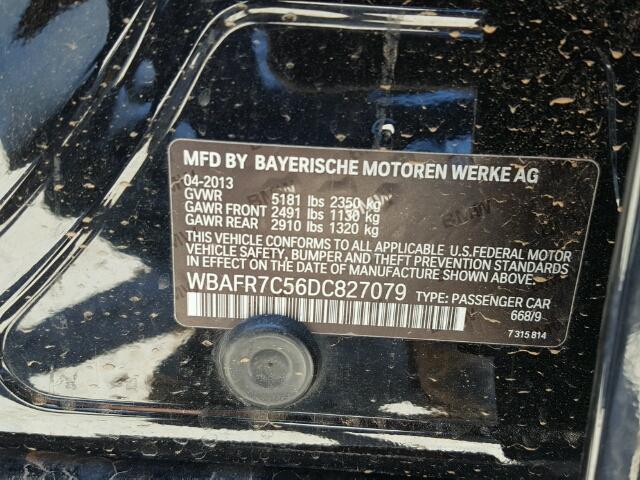 MFD BY BAYERISCHE MOTOREN WERKE AG
04-2013
GVWR 5181 lbs 2350 kg
GAWR FRONT 2491 lbs 1130 kg
GAWR REAR 2910 lbs 1320 kg
THIS VEHICLE CONFORMS TO ALL APPLICABLE U.S.FEDERAL MOTOR
VEHICLE SAFETY, BUMPER AND THEFT PREVENTION STANDARDS
IN EFFECT ON THE DATE OF MANUFACTURE SHOWN ABOVE.
WBAFR7C56DC827079 TYPE: PASSENGER CAR
668/9
7 315 814